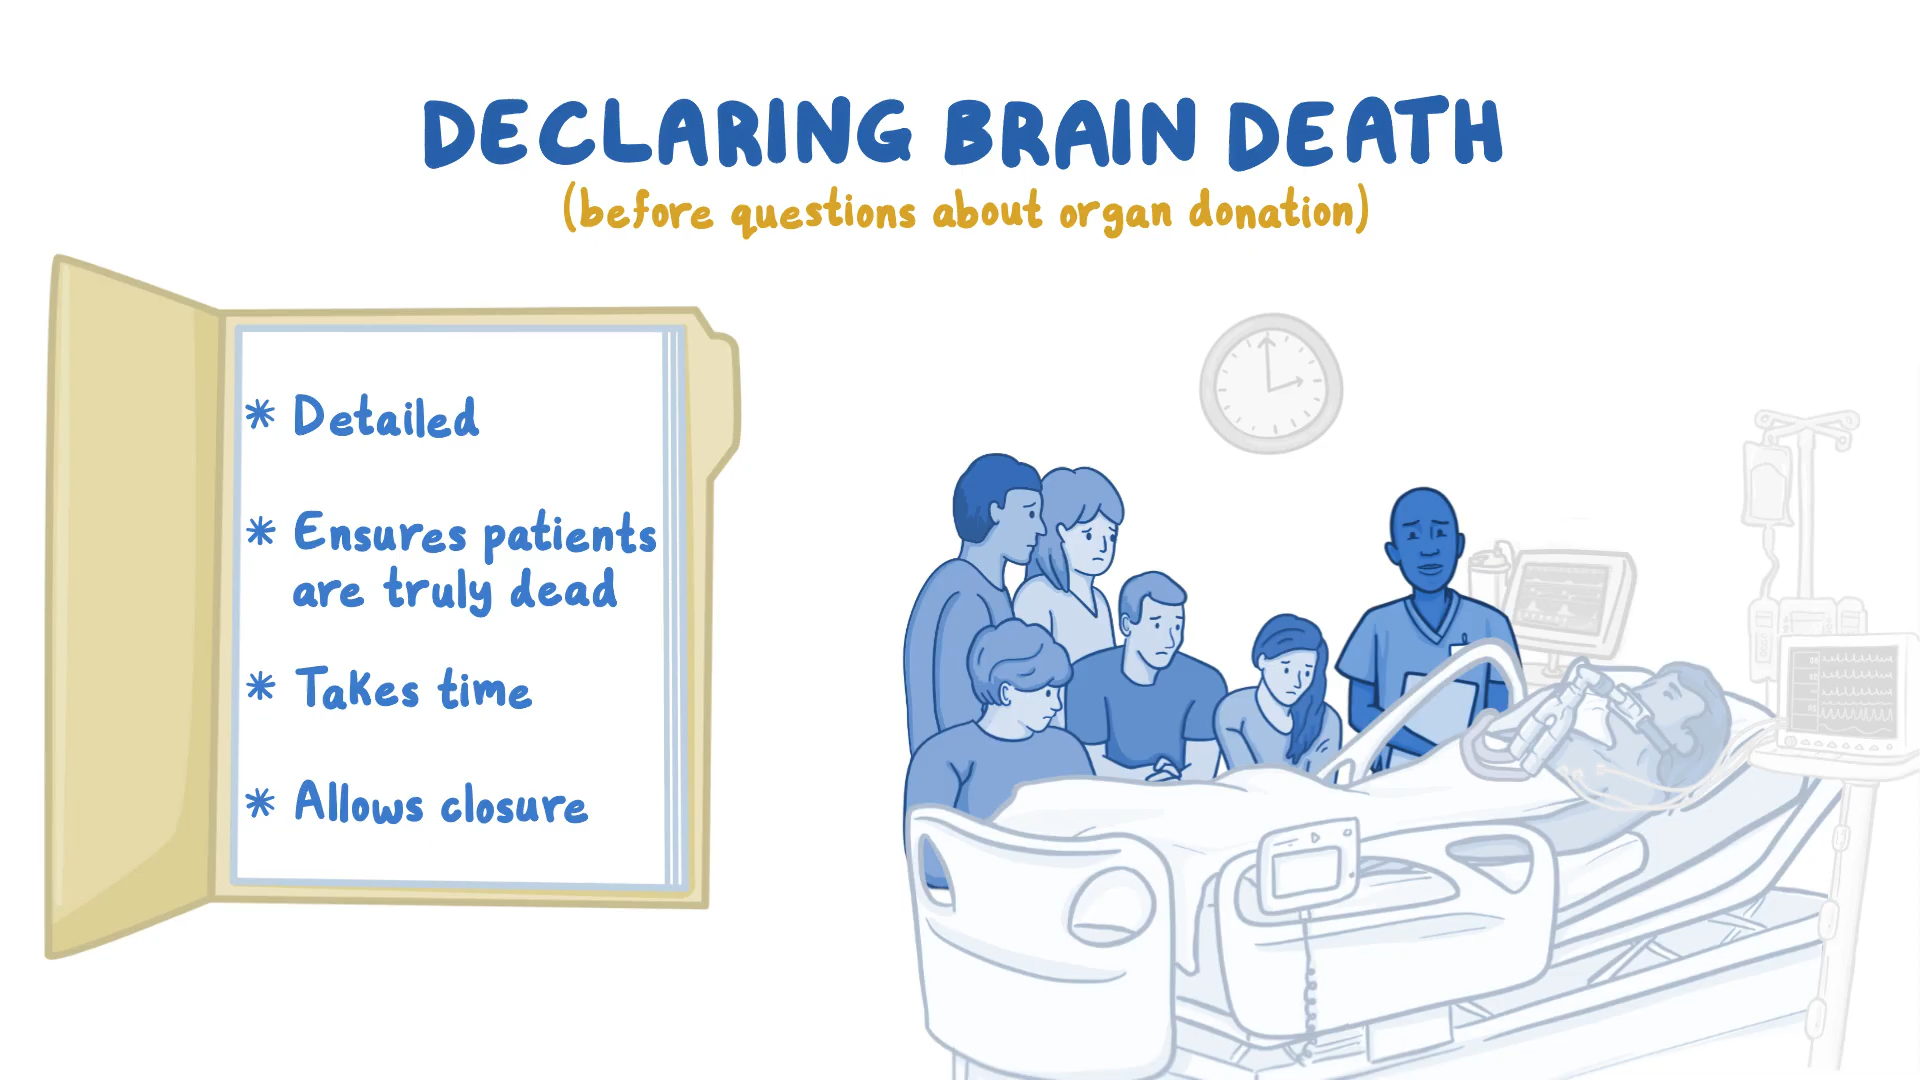 DECLARING BRAIN DEATH
(before questions about organ donation)
* Detailed
* Ensures patients
are truly dead
* Takes time
* Allows closure